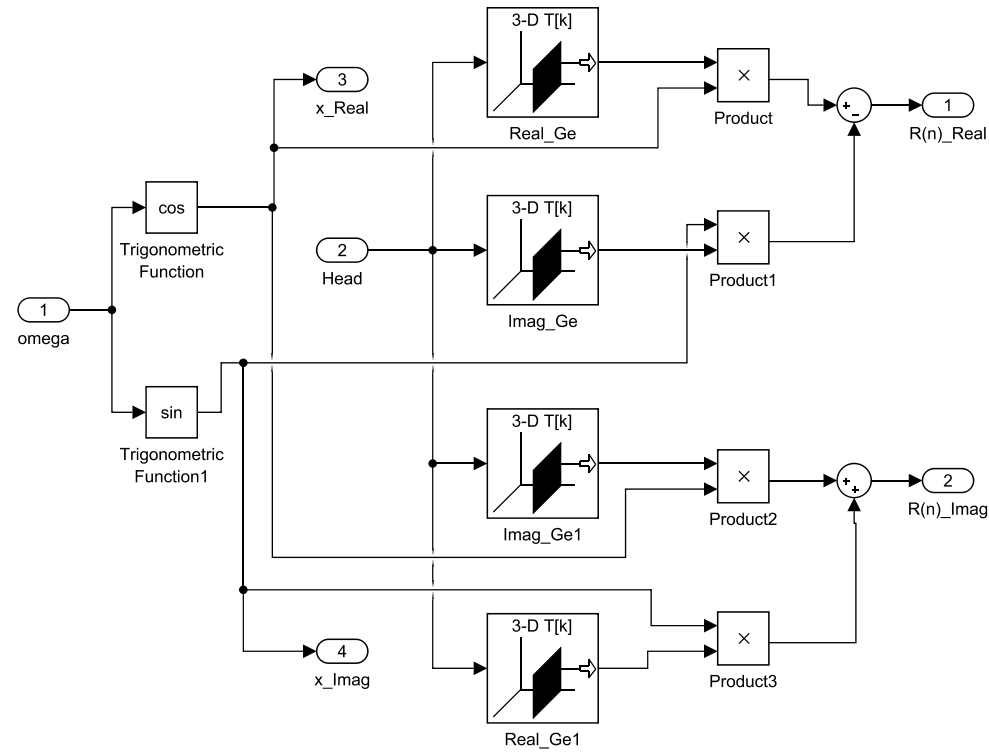 3-D T[k]
Real_Ge
3
x_Real
×
Product
+
−
1
R(n)_Real
cos
Trigonometric
Function
2
Head
3-D T[k]
Imag_Ge
×
Product1
1
omega
sin
Trigonometric
Function1
3-D T[k]
Imag_Ge1
×
Product2
+
+
2
R(n)_Imag
4
x_Imag
3-D T[k]
Real_Ge1
×
Product3